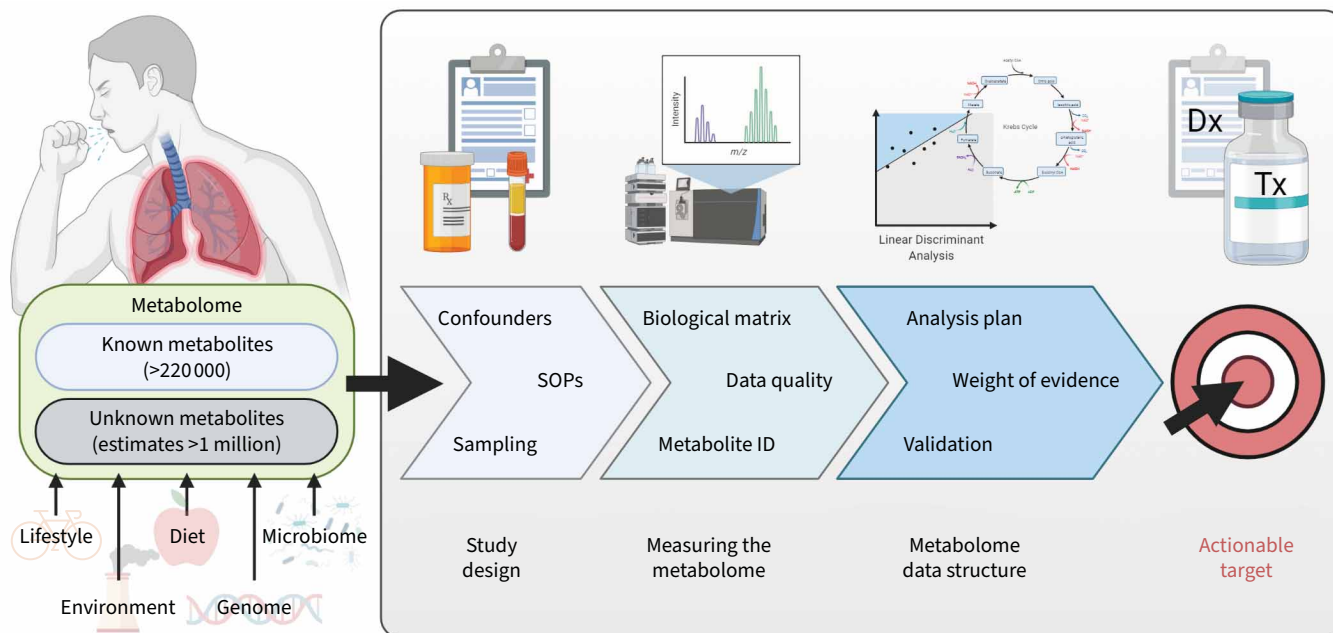 Metabolome
Known metabolites
(>220 000)
Unknown metabolites
(estimates >1 million)
Lifestyle
Diet
Microbiome
Environment
Genome
Rx
Intensity
m/z
Linear Discriminant
Analysis
Krebs Cycle
Dx
Tx
Confounders
SOPs
Sampling
Biological matrix
Data quality
Metabolite ID
Analysis plan
Weight of evidence
Validation
Study
design
Measuring the
metabolome
Metabolome
data structure
Actionable
target